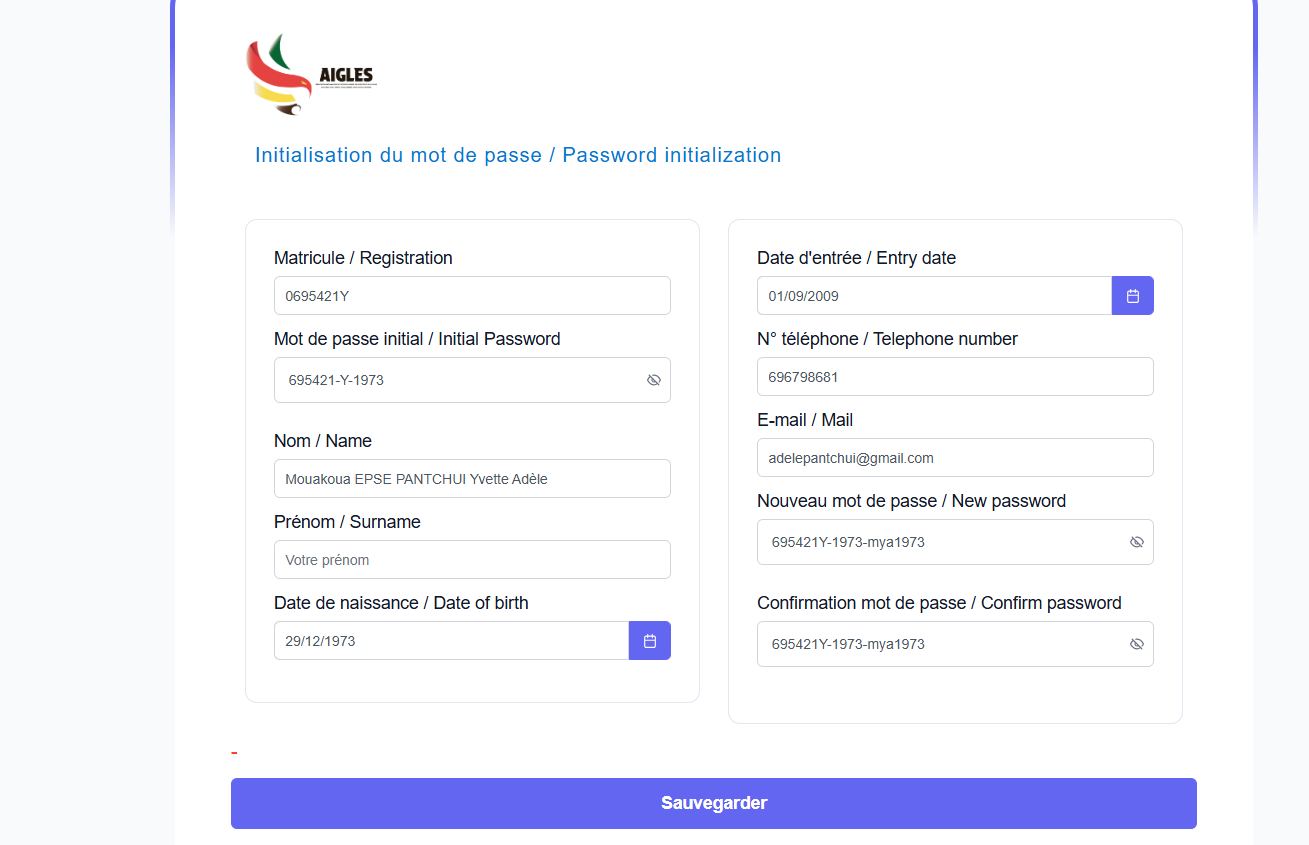 AIGLES
Initialisation du mot de passe / Password initialization
Matricule / Registration
0695421Y
Mot de passe initial / Initial Password
695421-Y-1973
Nom / Name
Mouakoua EPSE PANTCHUI Yvette Adèle
Prénom / Surname
Votre prénom
Date de naissance / Date of birth
29/12/1973
Date d'entrée / Entry date
01/09/2009
N° téléphone / Telephone number
696798681
E-mail / Mail
adelepantchui@gmail.com
Nouveau mot de passe / New password
695421Y-1973-mya1973
Confirmation mot de passe / Confirm password
695421Y-1973-mya1973
-
Sauvegarder